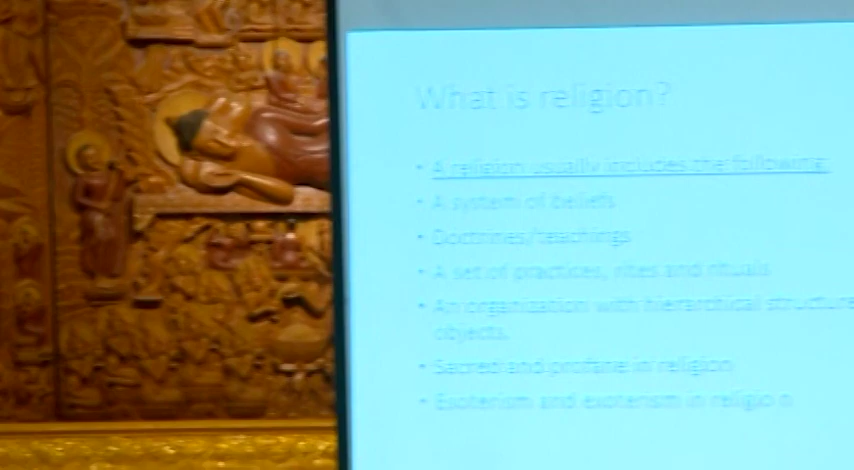 What is religion?
• A religion usually includes the following:
• A system of beliefs
• Doctrines/teachings
• A set of practices, rites and rituals
• An organization with hierarchical structure
objects.
• Sacred and profane in religion
• Esoterism and exoterism in religion